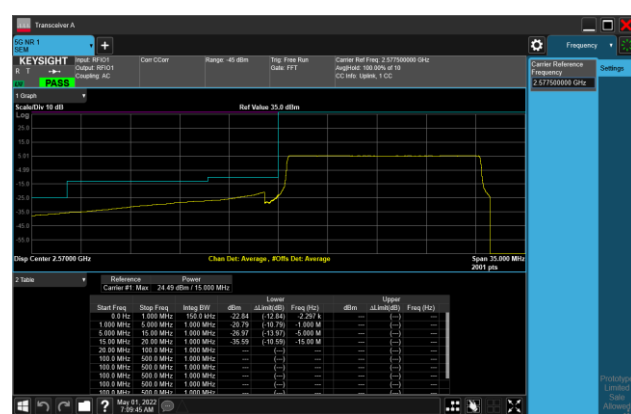 Transceiver A
5G NR 1
SEM
Frequency
KEYSIGHT
R T
PASS
Input: RFIO1
Output: RFIO1
Coupling: AC
Corr CCorr
Range: -45 dBm
Trig: Free Run
Gate: FFT
Carrier Ref Freq: 2.577500000 GHz
Avg|Hold: 100.00% of 10
CC Info: Uplink, 1 CC
Carrier Reference
Frequency
2.577500000 GHz
Settings
1 Graph
Scale/Div 10 dB
Ref Value 35.0 dBm
Log
25.0
15.0
5.01
-4.99
-15.0
-25.0
-35.0
-45.0
-55.0
Disp Center 2.57000 GHz
Chan Det: Average , #Offs Det: Average
Span 35.000 MHz
2001 pts
2 Table
Reference Power
Carrier #1: Max 24.49 dBm / 15.000 MHz
Lower Upper
Start Freq Stop Freq Integ BW dBm ΔLimit(dB) Freq (Hz) dBm ΔLimit(dB) Freq (Hz)
0.0 Hz 1.000 MHz 150.0 kHz -22.84 (-12.84) -2.297 k --- (---) ---
1.000 MHz 5.000 MHz 1.000 MHz -20.79 (-10.79) -1.000 M --- (---) ---
5.000 MHz 15.00 MHz 1.000 MHz -26.97 (-13.97) -5.000 M --- (---) ---
15.00 MHz 20.00 MHz 1.000 MHz -35.59 (-10.59) -15.00 M --- (---) ---
20.00 MHz 100.0 MHz 1.000 MHz --- (---) --- --- (---) ---
100.0 MHz 500.0 MHz 1.000 MHz --- (---) --- --- (---) ---
100.0 MHz 500.0 MHz 1.000 MHz --- (---) --- --- (---) ---
100.0 MHz 500.0 MHz 1.000 MHz --- (---) --- --- (---) ---
100.0 MHz 500.0 MHz 1.000 MHz --- (---) --- --- (---) ---
100.0 MHz 500.0 MHz 1.000 MHz --- (---) --- --- (---) ---
Prototype
Limited
Sale
Allowed
?
May 01, 2022
7:09:45 AM